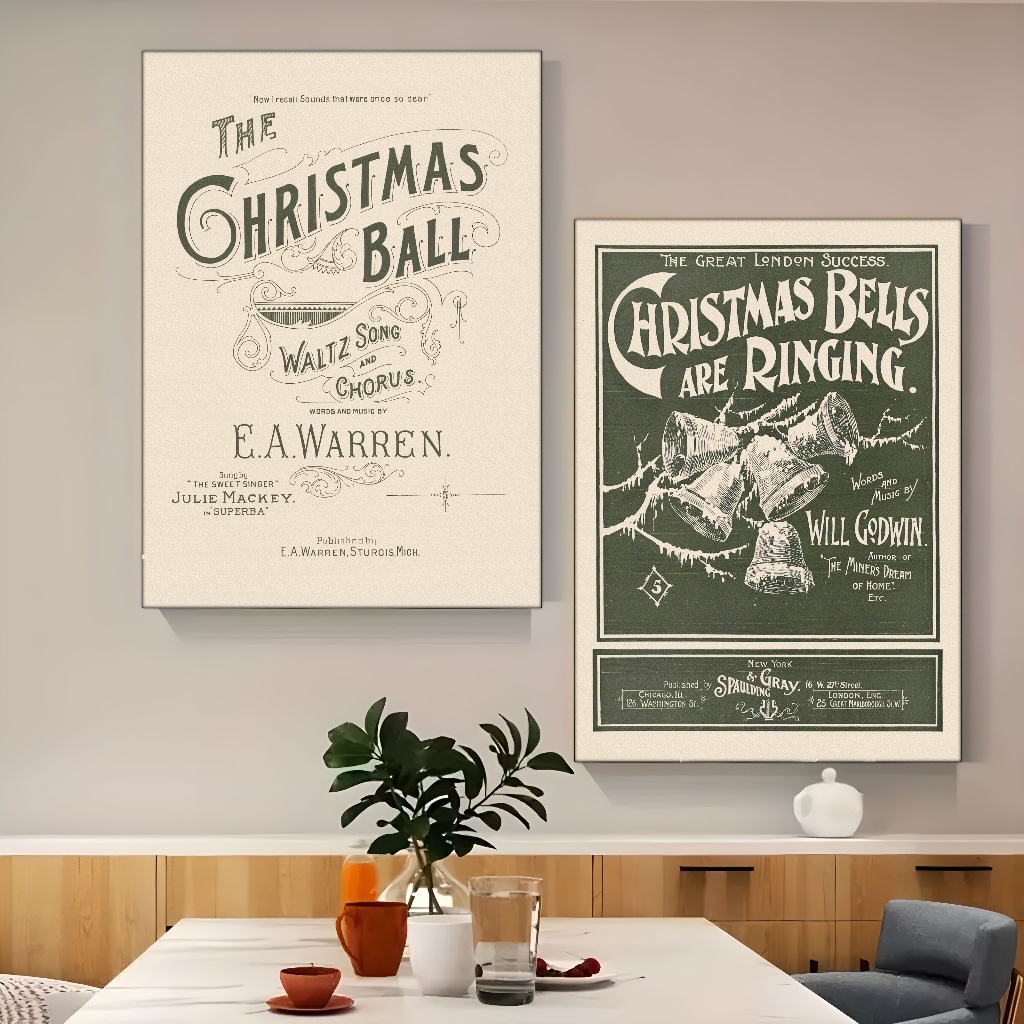 Now I recall Sounds that were once so dear"
THE
CHRISTMAS
BALL
WALTZ SONG
AND
CHORUS.
WORDS AND MUSIC BY
E.A.WARREN.
Sung by
"THE SWEET SINGER"
JULIE MACKEY.
IN "SUPERBA"
Published by
E.A.WARREN, STURGIS, MICH.
THE GREAT LONDON SUCCESS.
CHRISTMAS BELLS
ARE RINGING.
WORDS
AND
MUSIC BY
WILL GODWIN.
AUTHOR OF
"THE MINERS DREAM
OF HOME".
ETC.
5
NEW YORK
Published by SPAULDING & GRAY, 16 W. 27th Street.
CHICAGO, ILL.
126 WASHINGTON ST.
LONDON, ENG.
25 GREAT MARLBOROUGH ST. W.